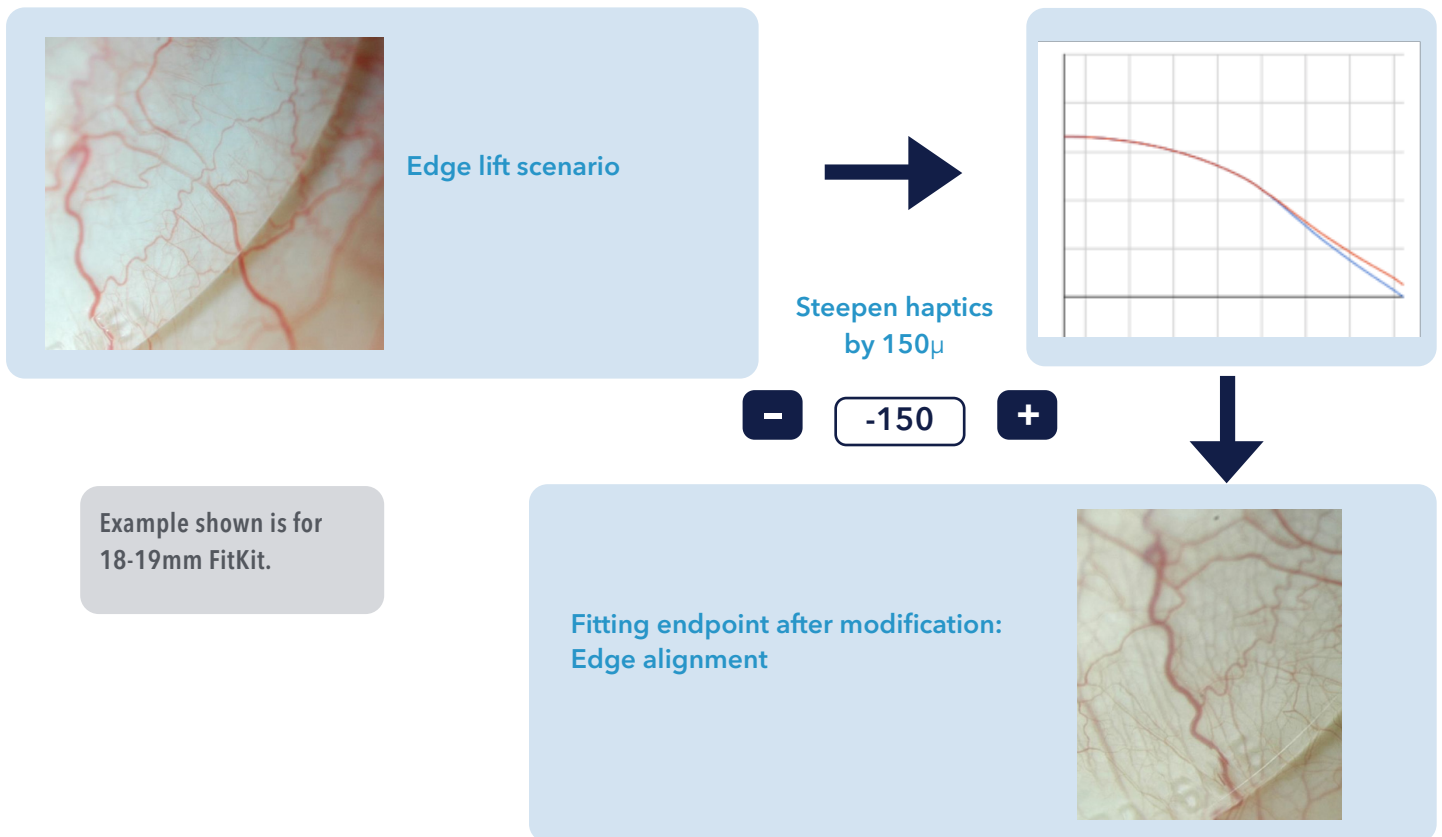 Edge lift scenario
Steepen haptics
by 150μ
-
-150
+
Example shown is for
18-19mm FitKit.
Fitting endpoint after modification:
Edge alignment